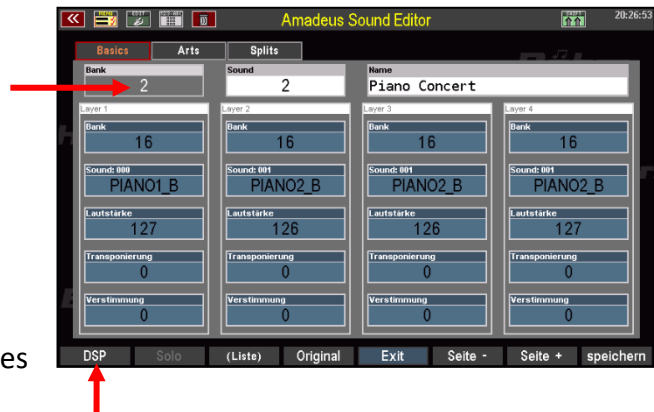 Amadeus Sound Editor 20:26:53
Basics Arts Splits
Bank Sound Name
2 2 Piano Concert
Layer 1 Layer 2 Layer 3 Layer 4
Bank Bank Bank Bank
16 16 16 16
Sound: 000 Sound: 001 Sound: 001 Sound: 001
PIANO1_B PIANO2_B PIANO2_B PIANO2_B
Lautstärke Lautstärke Lautstärke Lautstärke
127 126 126 127
Transponierung Transponierung Transponierung Transponierung
0 0 0 0
Verstimmung Verstimmung Verstimmung Verstimmung
0 0 0 0
es DSP Solo (Liste) Original Exit Seite - Seite + speichern